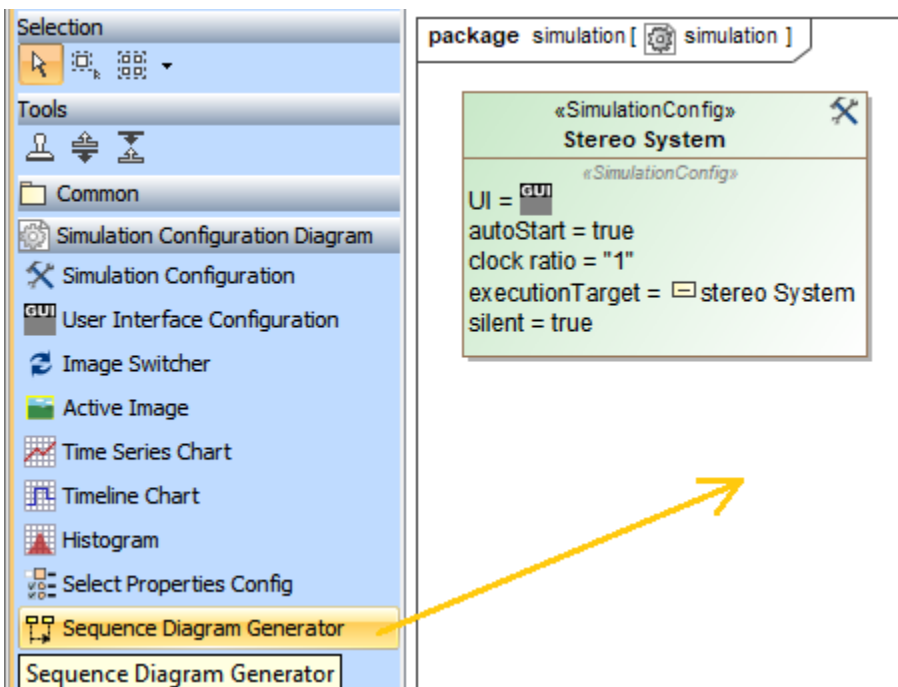 Selection
Tools
Common
Simulation Configuration Diagram
Simulation Configuration
GUI User Interface Configuration
Image Switcher
Active Image
Time Series Chart
Timeline Chart
Histogram
Select Properties Config
Sequence Diagram Generator
Sequence Diagram Generator
package simulation [ simulation ]
«SimulationConfig»
Stereo System
«SimulationConfig»
UI = GUI
autoStart = true
clock ratio = "1"
executionTarget = stereo System
silent = true